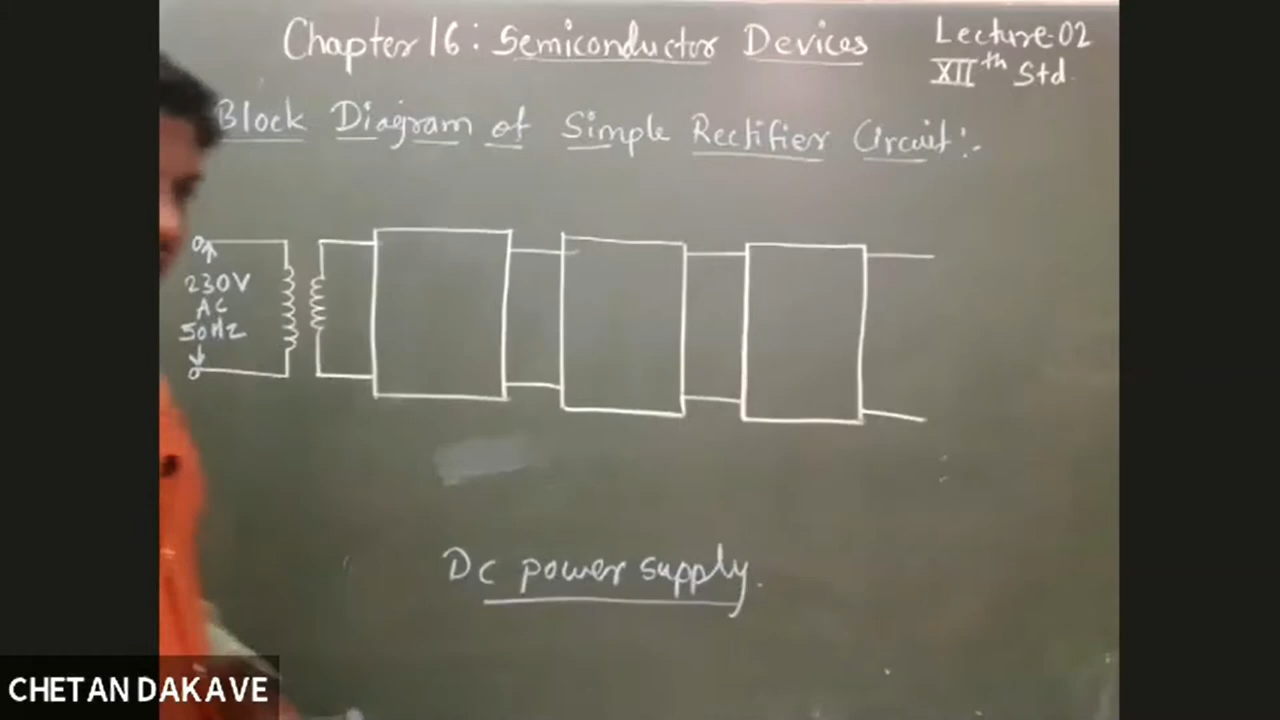 Chapter 16 : Semiconductor Devices
Lecture-02
XIIth Std.
Block Diagram of Simple Rectifier Circuit :-
230V
AC
50Hz
DC power supply.
CHETAN DAKAVE